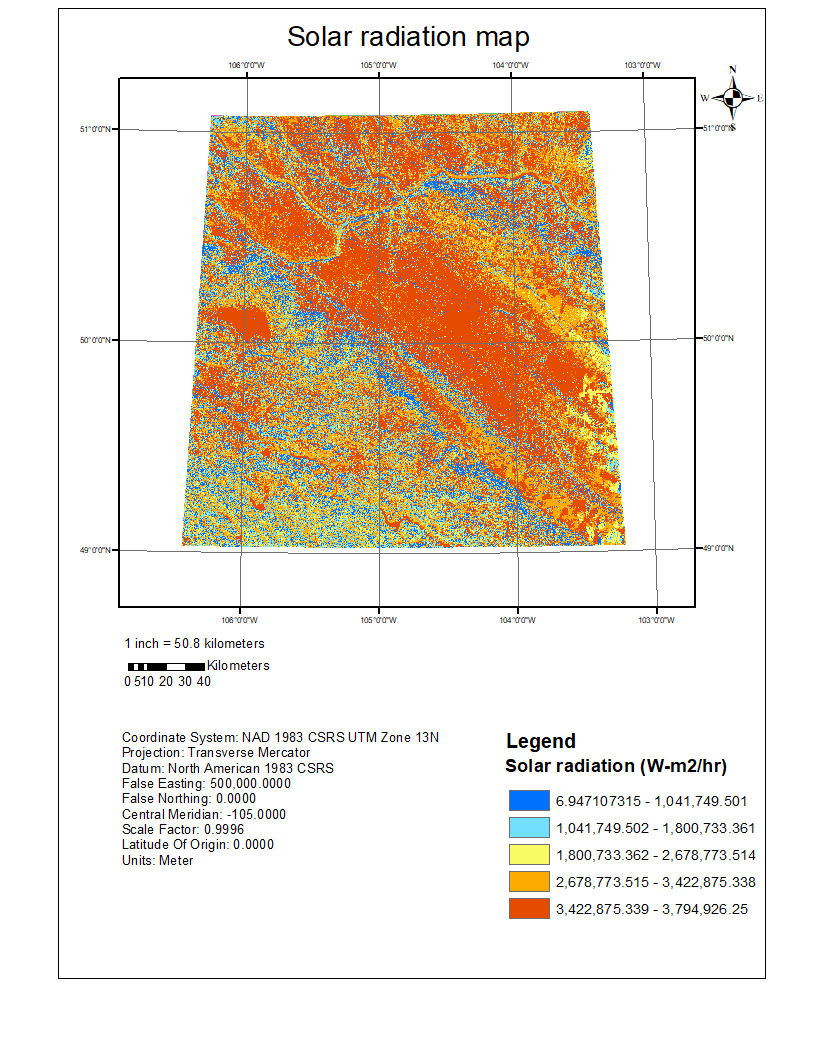 Solar radiation map
106°0'0"W 105°0'0"W 104°0'0"W 103°0'0"W
N
W E
S
51°0'0"N 51°0'0"N
50°0'0"N 50°0'0"N
49°0'0"N 49°0'0"N
106°0'0"W 105°0'0"W 104°0'0"W 103°0'0"W
1 inch = 50.8 kilometers
Kilometers
0 510 20 30 40
Coordinate System: NAD 1983 CSRS UTM Zone 13N
Projection: Transverse Mercator
Datum: North American 1983 CSRS
False Easting: 500,000.0000
False Northing: 0.0000
Central Meridian: -105.0000
Scale Factor: 0.9996
Latitude Of Origin: 0.0000
Units: Meter
Legend
Solar radiation (W-m2/hr)
6.947107315 - 1,041,749.501
1,041,749.502 - 1,800,733.361
1,800,733.362 - 2,678,773.514
2,678,773.515 - 3,422,875.338
3,422,875.339 - 3,794,926.25